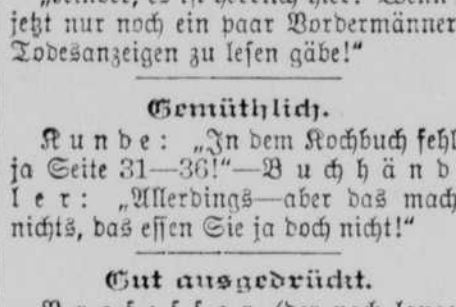 jetzt nur noch ein paar Vordermänner
Todesanzeigen zu lesen gäbe!“
Gemüthlich.
Kunde: „In dem Kochbuch fehl
ja Seite 31—36!“—Buchhänd
ler: „Allerdings—aber das mach
nichts, das essen Sie ja doch nicht!“
Gut ausgedrückt.